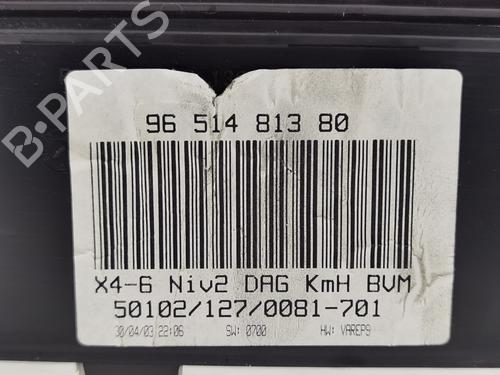 B-PARTS
96 514 813 80
X4-6 Niv2 DAG KmH BVM
50102/127/0081-701
30/04/03 22:06 SW: 0700 HW: VAREPS